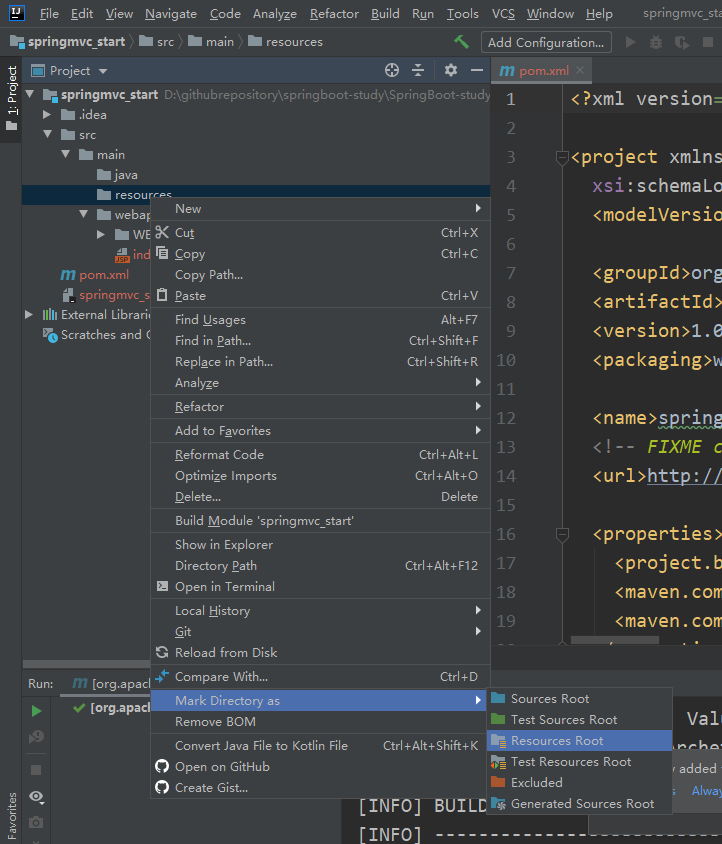 File Edit View Navigate Code Analyze Refactor Build Run Tools VCS Window Help springmvc_start
springmvc_start src main resources Add Configuration...
1: Project
Project
pom.xml
springmvc_start D:\githubrepository\springboot-study\SpringBoot-study
.idea
src
main
java
resources
webap
WE
ind
pom.xml
springmvc_s
External Librari
Scratches and C
New
Cut Ctrl+X
Copy Ctrl+C
Copy Path...
Paste Ctrl+V
Find Usages Alt+F7
Find in Path... Ctrl+Shift+F
Replace in Path... Ctrl+Shift+R
Analyze
Refactor
Add to Favorites
Reformat Code Ctrl+Alt+L
Optimize Imports Ctrl+Alt+O
Delete... Delete
Build Module 'springmvc_start'
Show in Explorer
Directory Path Ctrl+Alt+F12
Open in Terminal
Local History
Git
Reload from Disk
Compare With... Ctrl+D
Mark Directory as
Remove BOM
Convert Java File to Kotlin File Ctrl+Alt+Shift+K
Open on GitHub
Create Gist...
Sources Root
Test Sources Root
Resources Root
Test Resources Root
Excluded
Generated Sources Root
1 <?xml version=
2
3 <project xmlns
4 xsi:schemaLo
5 <modelVersio
6
7 <groupId>org
8 <artifactId>
9 <version>1.0
10 <packaging>w
11
12 <name>spring
13 <!-- FIXME c
14 <url>http://
15
16 <properties>
17 <project.b
18 <maven.com
19 <maven.com
Run: [org.apac
[org.apach
Valu
rchet
y added
s Alway
[INFO] BUILD
[INFO] ------------
Favorites